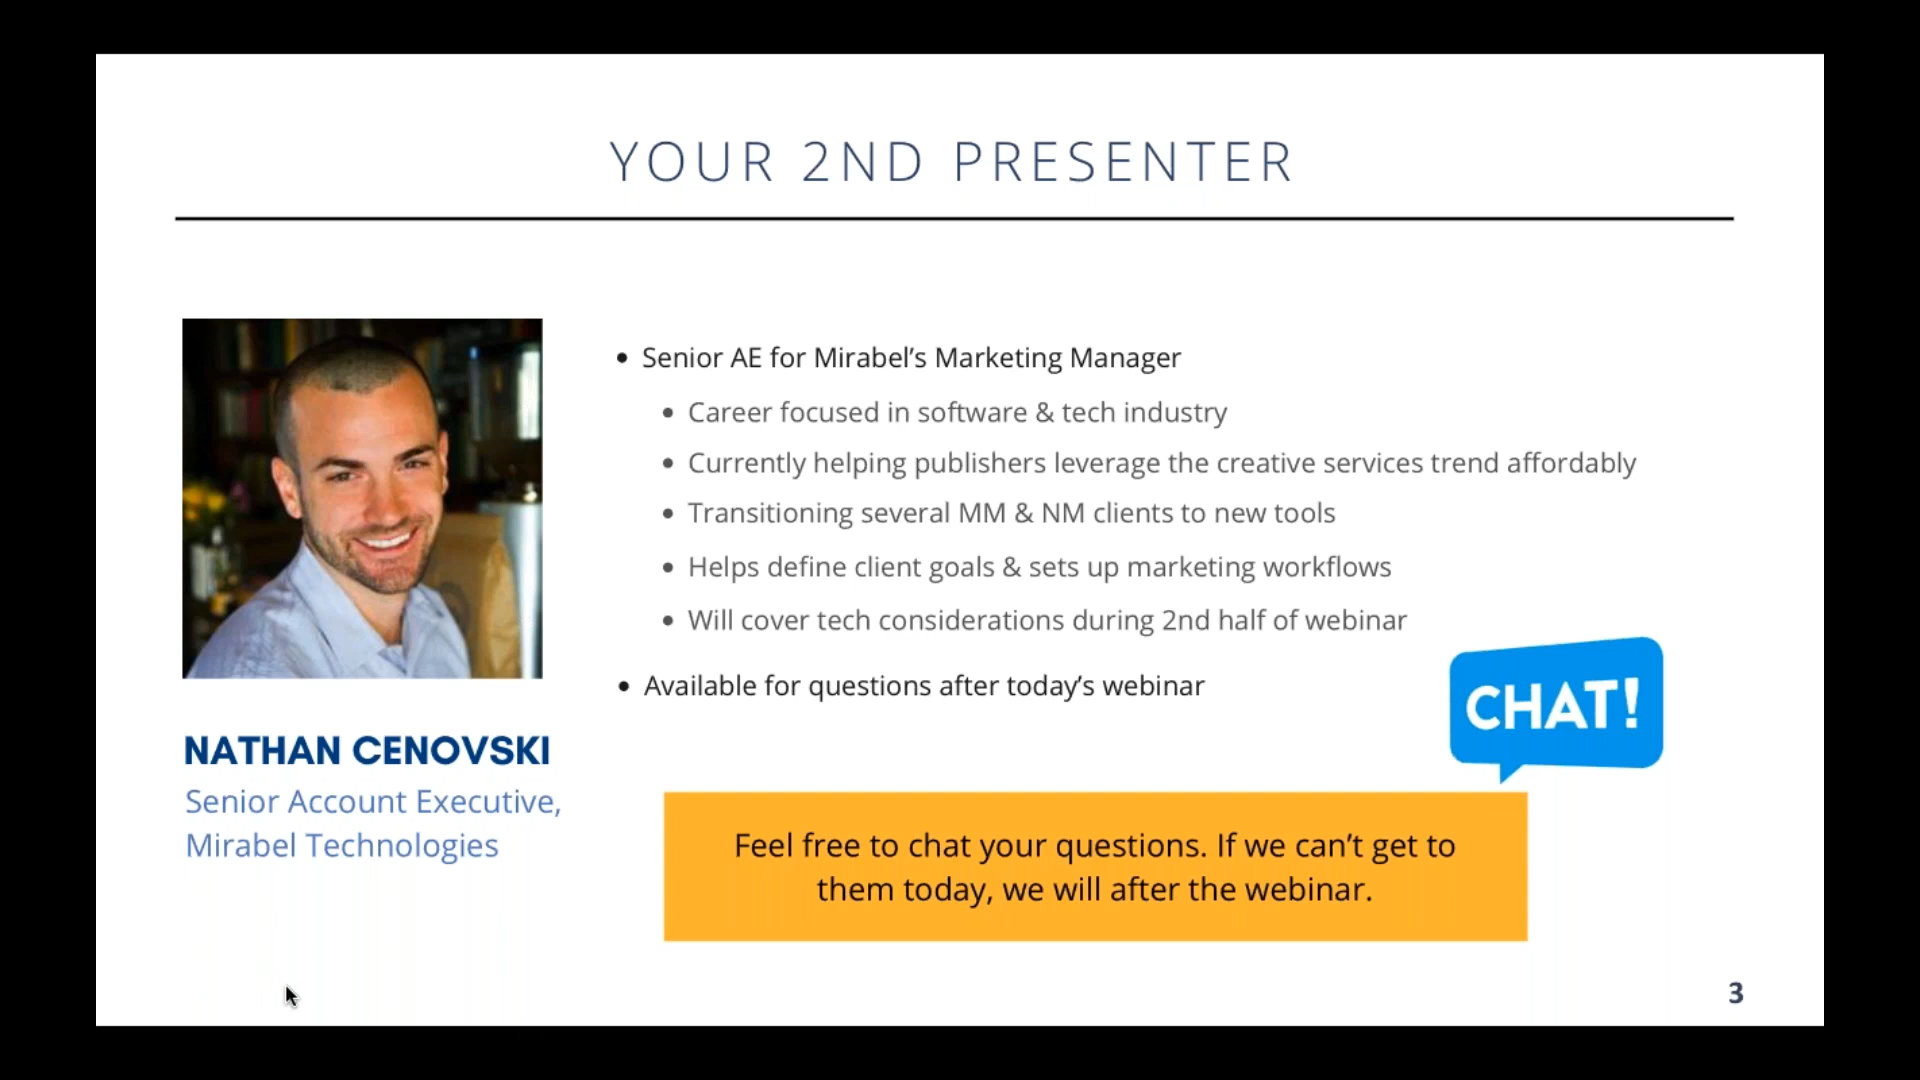 YOUR 2ND PRESENTER
• Senior AE for Mirabel’s Marketing Manager
• Career focused in software & tech industry
• Currently helping publishers leverage the creative services trend affordably
• Transitioning several MM & NM clients to new tools
• Helps define client goals & sets up marketing workflows
• Will cover tech considerations during 2nd half of webinar
• Available for questions after today’s webinar
NATHAN CENOVSKI
Senior Account Executive,
Mirabel Technologies
CHAT!
Feel free to chat your questions. If we can’t get to
them today, we will after the webinar.
3